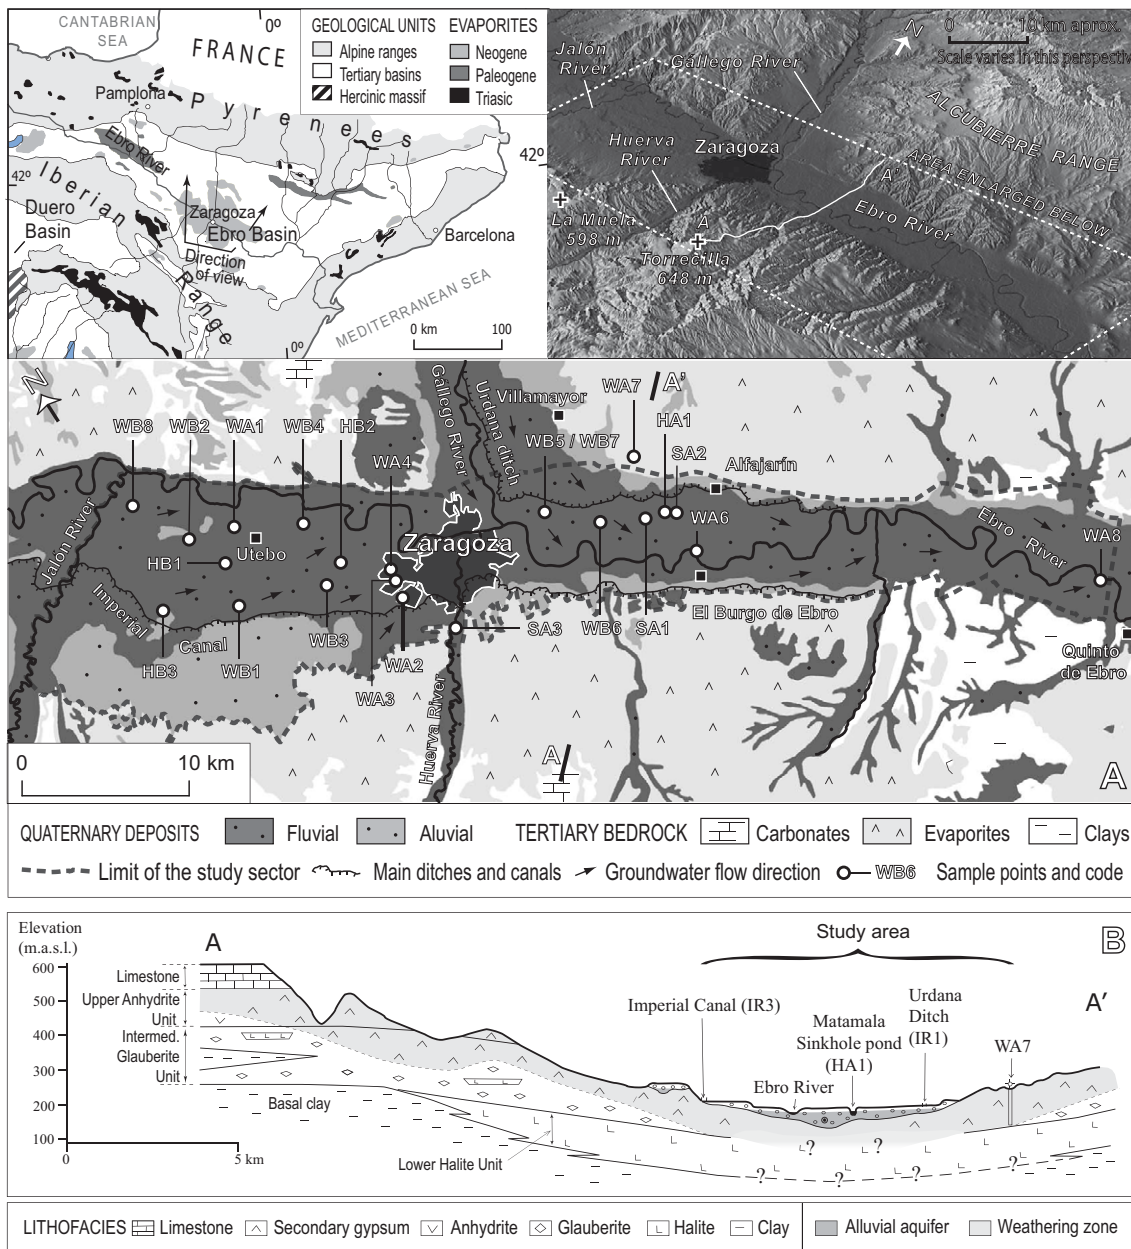 CANTABRIAN
SEA
0º
FRANCE
GEOLOGICAL UNITS
Alpine ranges
Tertiary basins
Hercinic massif
EVAPORITES
Neogene
Paleogene
Triasic
Pamplona
Pyrenees
Ebro River
42º
42º
Iberian
Range
Duero
Basin
Zaragoza
Ebro Basin
Direction
of view
Barcelona
MEDITERRANEAN SEA
0 km 100
0º
Jalón
River
Gállego River
N
0 10 km aprox.
Scale varies in this perspectiv
ALCUBIERRE RANGE
AREA ENLARGED BELOW
Huerva
River
Zaragoza
A'
A
Ebro River
La Muela
598 m
Torrecilla
648 m
N
WB8
WB2
WA1
WB4
HB2
WA4
Gallego River
Urdana ditch
Villamayor
WA7
A'
HA1
WB5 / WB7
SA2
Alfajarín
Jalón River
HB1
Utebo
Zaragoza
WA6
Ebro River
WA8
Imperial
Canal
HB3
WB1
WB3
WA3
WA2
SA3
WB6
SA1
El Burgo de Ebro
Quinto
de Ebro
Huerva River
A
0 10 km
A
QUATERNARY DEPOSITS Fluvial Aluvial TERTIARY BEDROCK Carbonates Evaporites Clays
Limit of the study sector Main ditches and canals Groundwater flow direction WB6 Sample points and code
Elevation
(m.a.s.l.)
A
Study area
B
600
500
400
300
200
100
Limestone
Upper Anhydrite
Unit
Intermed.
Glauberite
Unit
Basal clay
Lower Halite Unit
0 5 km
Imperial Canal (IR3)
Ebro River
Matamala
Sinkhole pond
(HA1)
Urdana
Ditch
(IR1)
WA7
A'
? ?
? ? ? ?
LITHOFACIES Limestone Secondary gypsum Anhydrite Glauberite Halite Clay Alluvial aquifer Weathering zone